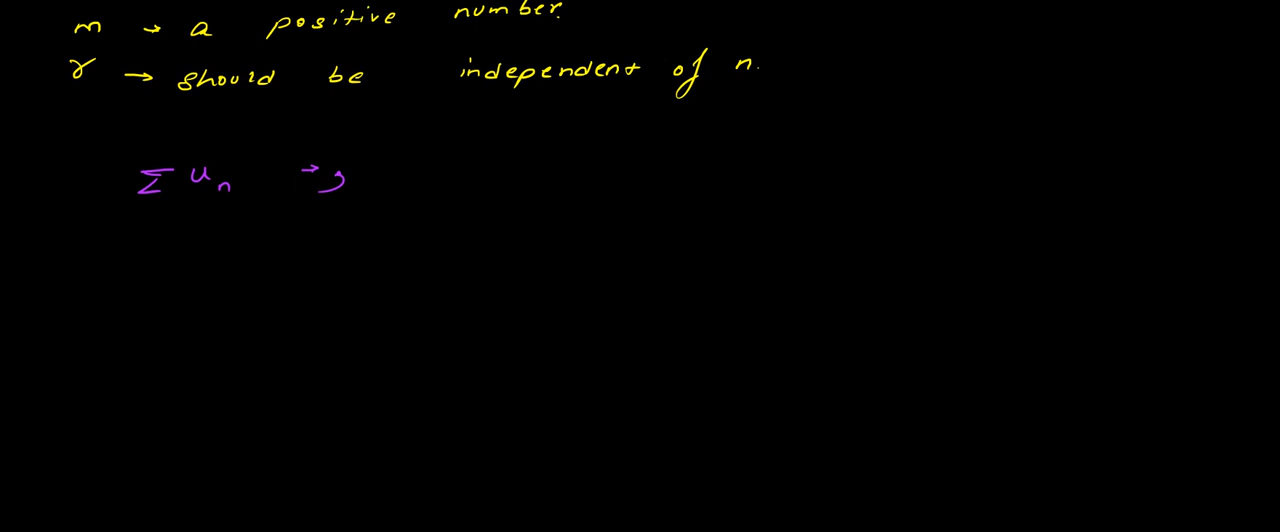 m → a positive number.
r → should be independent of n.
Σ uₙ →